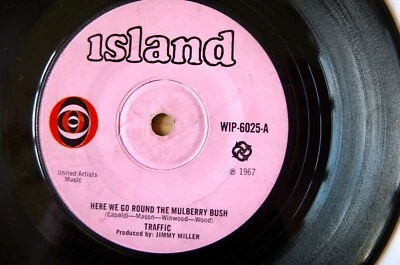 island
WIP-6025-A
United Artists
Music
℗ 1967
HERE WE GO ROUND THE MULBERRY BUSH
(Capaldi—Mason—Winwood—Wood)
TRAFFIC
Produced by: JIMMY MILLER